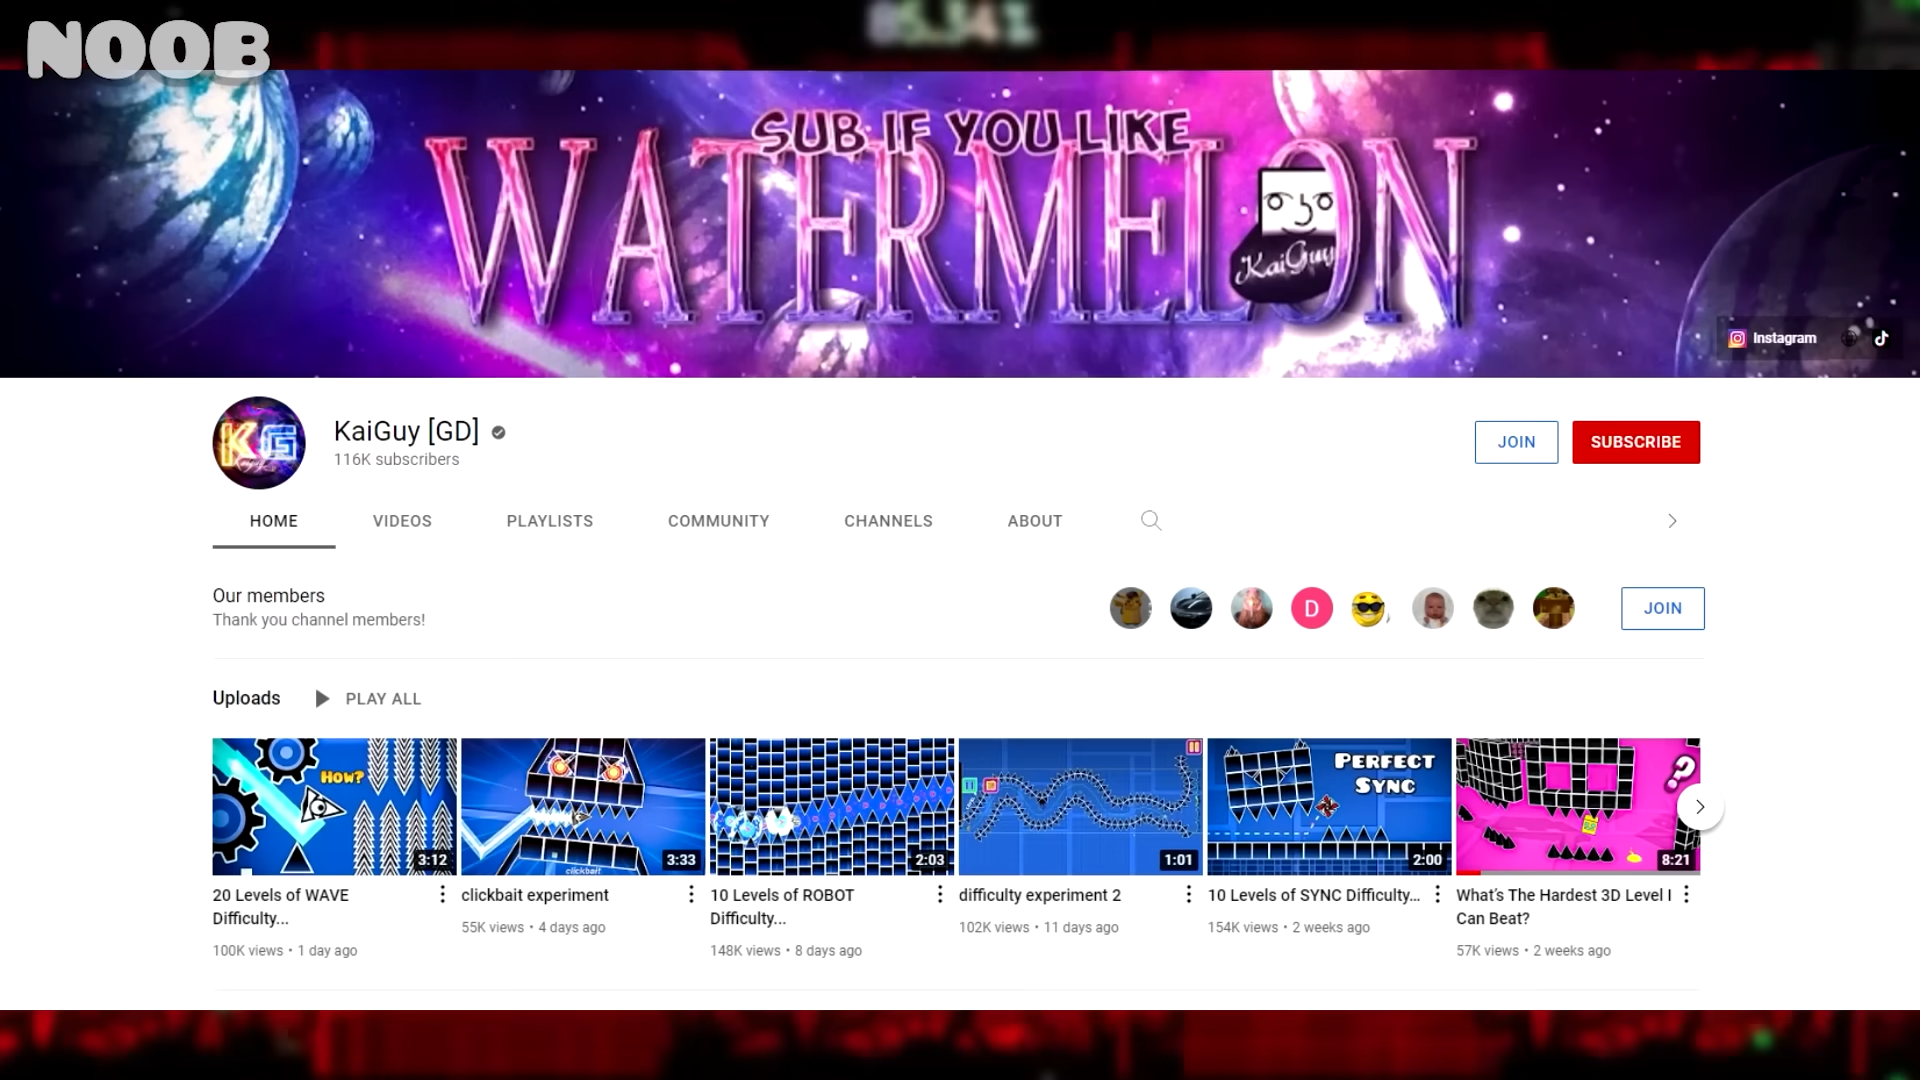 NOOB
85.34%
SUB IF YOU LIKE
WATERMELON
KaiGuy
Instagram
KG
KaiGuy [GD]
116K subscribers
JOIN
SUBSCRIBE
HOME
VIDEOS
PLAYLISTS
COMMUNITY
CHANNELS
ABOUT
Our members
Thank you channel members!
D
JOIN
Uploads
PLAY ALL
How?
3:12
clickbait
3:33
2:03
1:01
PERFECT
SYNC
2:00
?
8:21
20 Levels of WAVE
Difficulty...
100K views • 1 day ago
clickbait experiment
55K views • 4 days ago
10 Levels of ROBOT
Difficulty...
148K views • 8 days ago
difficulty experiment 2
102K views • 11 days ago
10 Levels of SYNC Difficulty...
154K views • 2 weeks ago
What's The Hardest 3D Level I
Can Beat?
57K views • 2 weeks ago